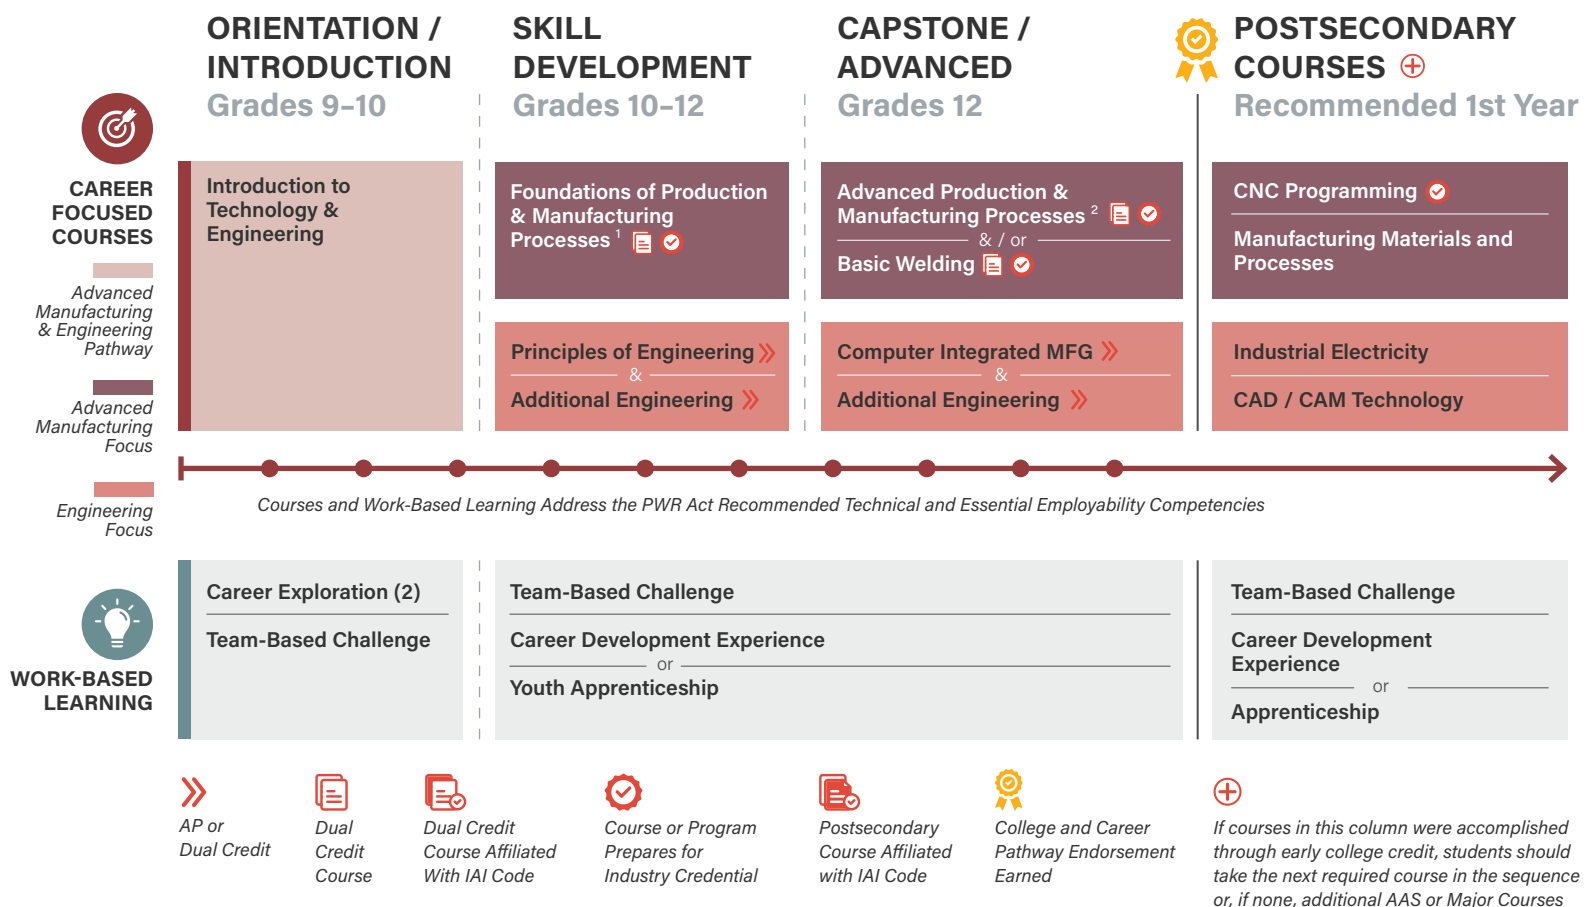 ORIENTATION /
INTRODUCTION
Grades 9–10
SKILL
DEVELOPMENT
Grades 10–12
CAPSTONE /
ADVANCED
Grades 12
POSTSECONDARY
COURSES
Recommended 1st Year
CAREER
FOCUSED
COURSES
Advanced
Manufacturing
& Engineering
Pathway
Advanced
Manufacturing
Focus
Engineering
Focus
Introduction to
Technology &
Engineering
Foundations of Production
& Manufacturing
Processes 1
Advanced Production &
Manufacturing Processes 2
& / or
Basic Welding
CNC Programming
Manufacturing Materials and
Processes
Principles of Engineering
&
Additional Engineering
Computer Integrated MFG
&
Additional Engineering
Industrial Electricity
CAD / CAM Technology
Courses and Work-Based Learning Address the PWR Act Recommended Technical and Essential Employability Competencies
WORK-BASED
LEARNING
Career Exploration (2)
Team-Based Challenge
Team-Based Challenge
Career Development Experience
or
Youth Apprenticeship
Team-Based Challenge
Career Development
Experience
or
Apprenticeship
AP or
Dual Credit
Dual
Credit
Course
Dual Credit
Course Affiliated
With IAI Code
Course or Program
Prepares for
Industry Credential
Postsecondary
Course Affiliated
with IAI Code
College and Career
Pathway Endorsement
Earned
If courses in this column were accomplished
through early college credit, students should
take the next required course in the sequence
or, if none, additional AAS or Major Courses